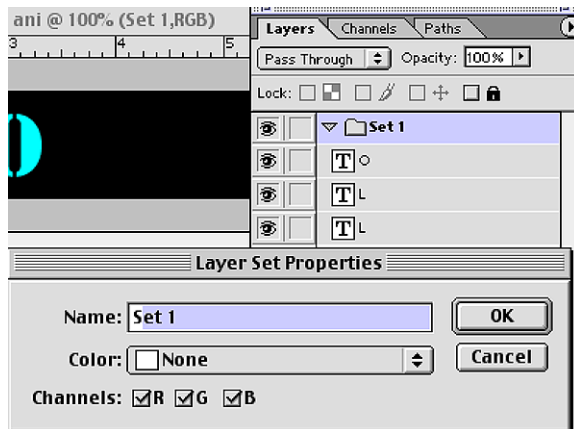 ani @ 100% (Set 1,RGB)
3 4 5
O
Layers Channels Paths
Pass Through Opacity: 100%
Lock:
Set 1
T O
T L
T L
Layer Set Properties
Name: Set 1 OK
Color: None Cancel
Channels: R G B